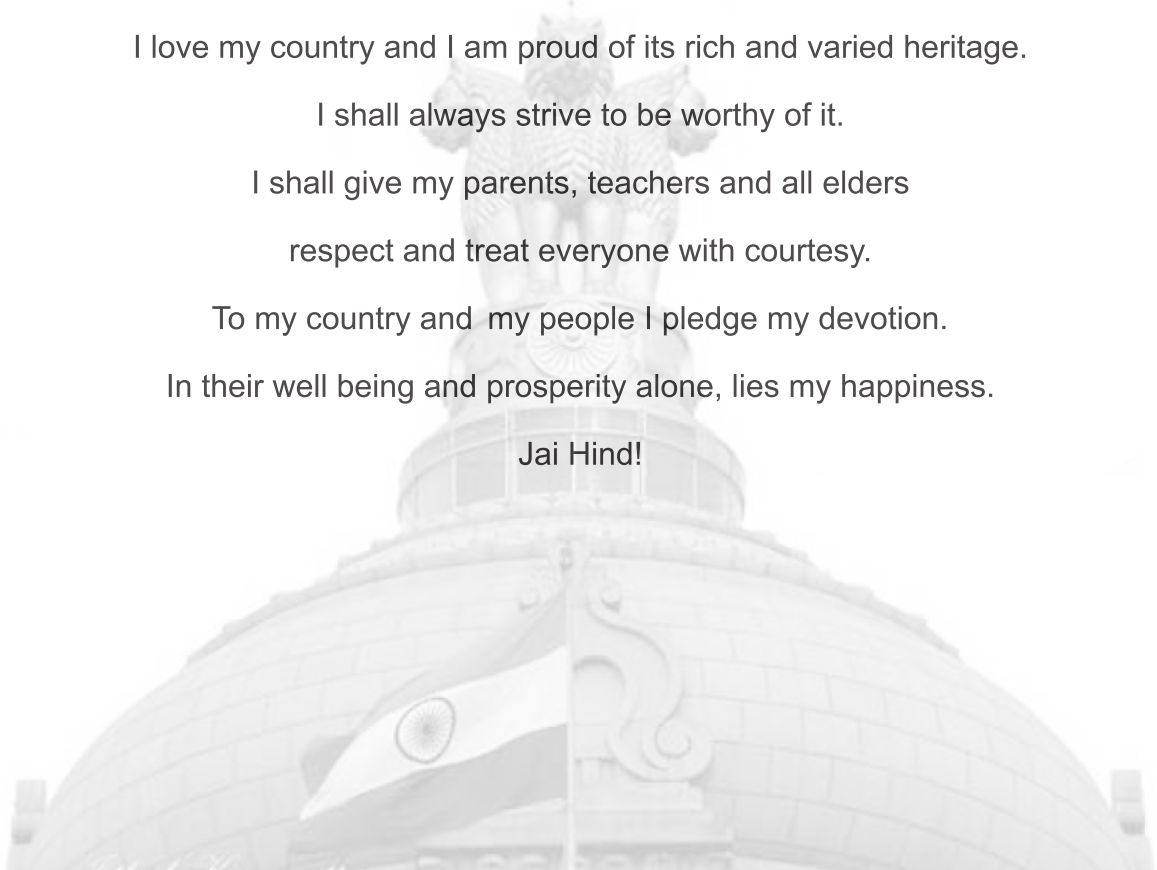 I love my country and I am proud of its rich and varied heritage.
I shall always strive to be worthy of it.
I shall give my parents, teachers and all elders
respect and treat everyone with courtesy.
To my country and my people I pledge my devotion.
In their well being and prosperity alone, lies my happiness.
Jai Hind!